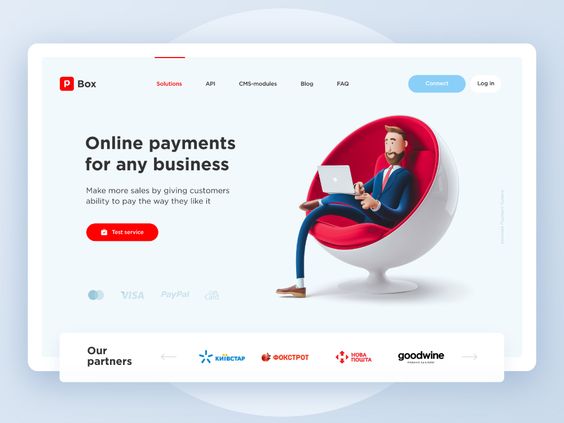 P Box
Solutions
API
CMS-modules
Blog
FAQ
Connect
Log in
Online payments
for any business
Make more sales by giving customers
ability to pay the way they like it
Test service
VISA
PayPal
Our
partners
КИЇВСТАР
ФОКСТРОТ
NOVA
ПОШТА
goodwine